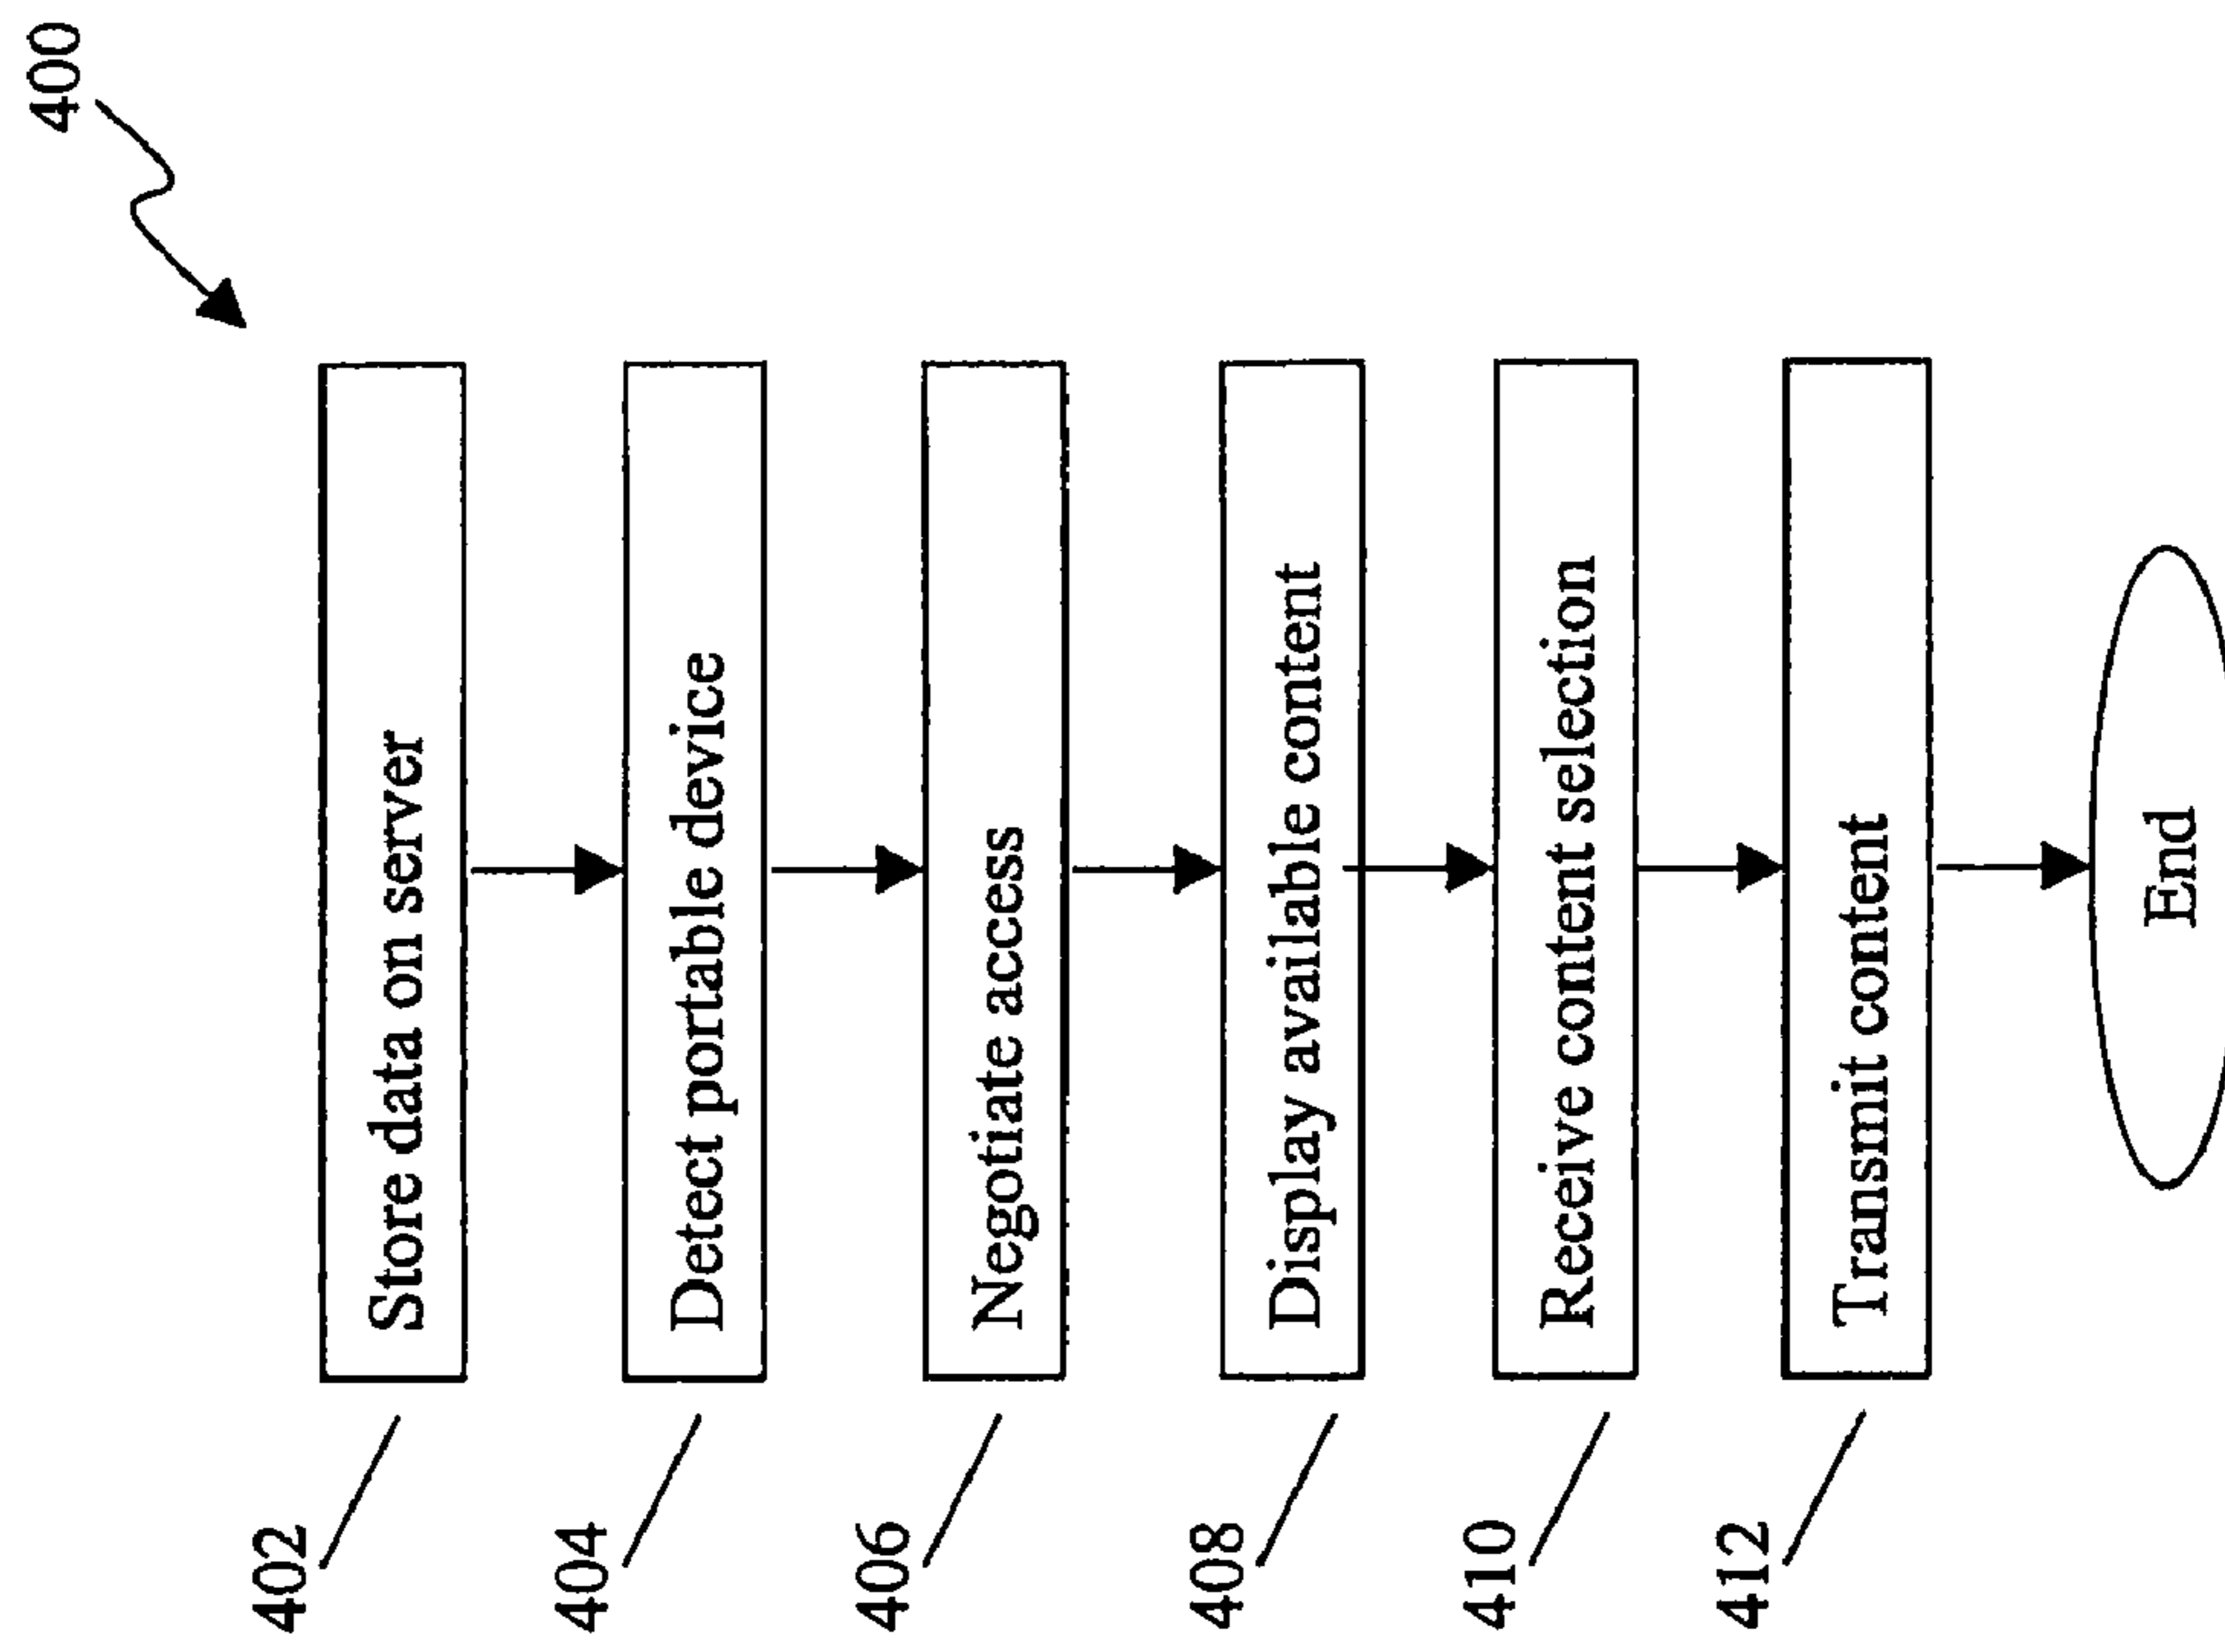 400
402
Store data on server
404
Detect portable device
406
Negotiate access
408
Display available content
410
Receive content selection
412
Transmit content
End